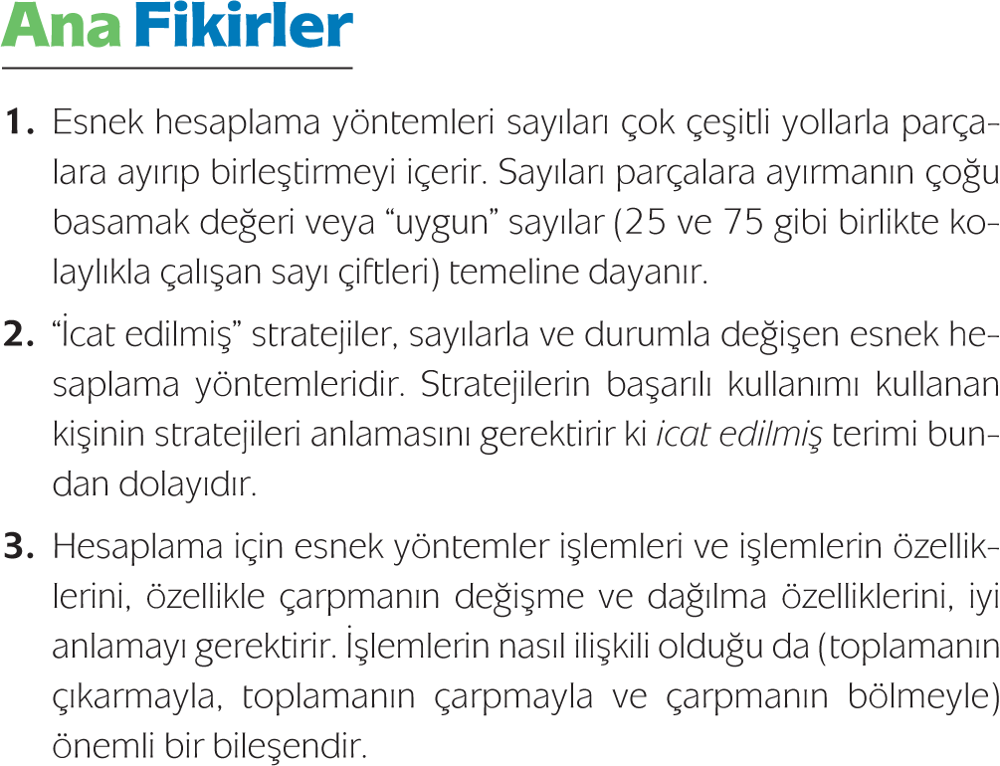 Ana Fikirler
1. Esnek hesaplama yöntemleri sayıları çok çeşitli yollarla parça-
lara ayırıp birleştirmeyi içerir. Sayıları parçalara ayırmanın çoğu
basamak değeri veya “uygun” sayılar (25 ve 75 gibi birlikte ko-
laylıkla çalışan sayı çiftleri) temeline dayanır.
2. “İcat edilmiş” stratejiler, sayılarla ve durumla değişen esnek he-
saplama yöntemleridir. Stratejilerin başarılı kullanımı kullanan
kişinin stratejileri anlamasını gerektirir ki icat edilmiş terimi bun-
dan dolayıdır.
3. Hesaplama için esnek yöntemler işlemleri ve işlemlerin özellik-
lerini, özellikle çarpmanın değişme ve dağılma özelliklerini, iyi
anlamayı gerektirir. İşlemlerin nasıl ilişkili olduğu da (toplamanın
çıkarmayla, toplamanın çarpmayla ve çarpmanın bölmeyle)
önemli bir bileşendir.